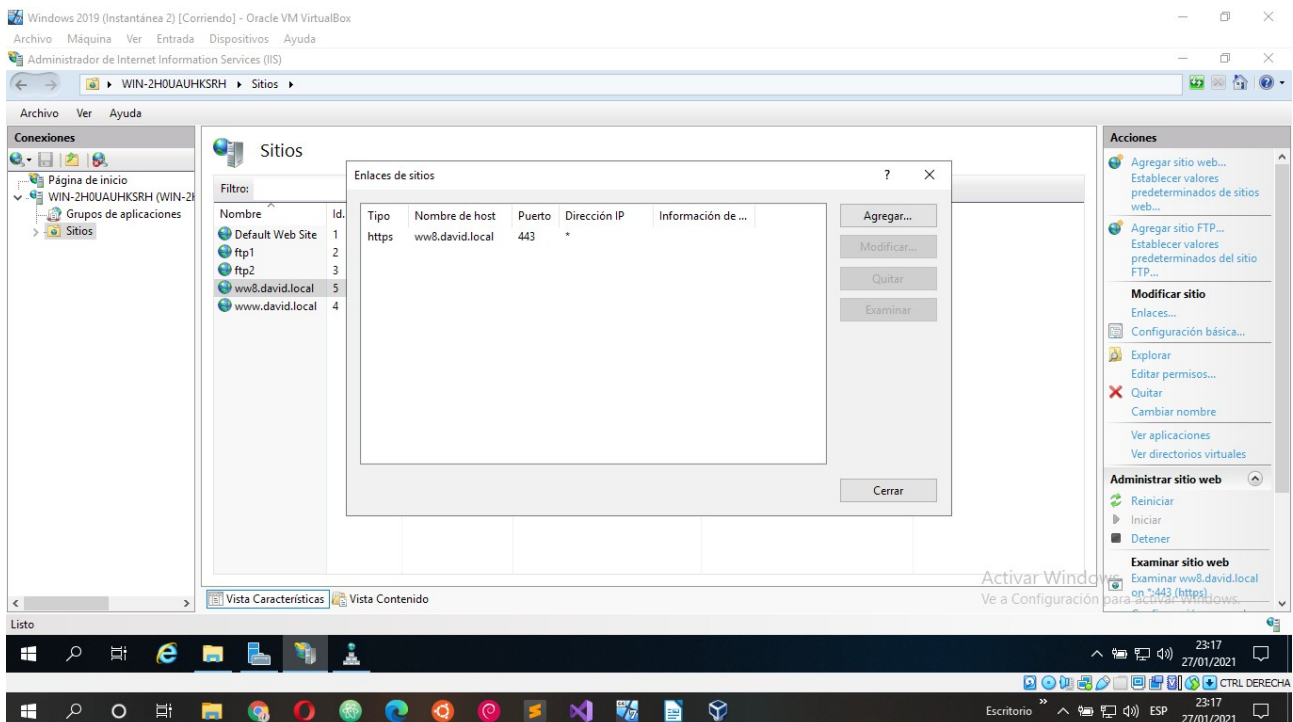 Windows 2019 (Instantánea 2) [Corriendo] - Oracle VM VirtualBox
Archivo Máquina Ver Entrada Dispositivos Ayuda
Administrador de Internet Information Services (IIS)
WIN-2H0UAUHKSRH Sitios
Archivo Ver Ayuda
Conexiones
Página de inicio
WIN-2H0UAUHKSRH (WIN-2H
Grupos de aplicaciones
Sitios
Sitios
Filtro:
Nombre Id.
Default Web Site 1
ftp1 2
ftp2 3
ww8.david.local 5
www.david.local 4
Enlaces de sitios ?
Tipo Nombre de host Puerto Dirección IP Información de ...
https ww8.david.local 443 *
Agregar...
Modificar...
Quitar
Examinar
Cerrar
Acciones
Agregar sitio web...
Establecer valores
predeterminados de sitios
web...
Agregar sitio FTP...
Establecer valores
predeterminados del sitio
FTP...
Modificar sitio
Enlaces...
Configuración básica...
Explorar
Editar permisos...
Quitar
Cambiar nombre
Ver aplicaciones
Ver directorios virtuales
Administrar sitio web
Reiniciar
Iniciar
Detener
Examinar sitio web
Examinar ww8.david.local
on *:443 (https)
Activar Windows
Ve a Configuración para activar Windows.
Vista Características Vista Contenido
Listo
23:17
27/01/2021
CTRL DERECHA
Escritorio ESP 23:17
27/01/2021